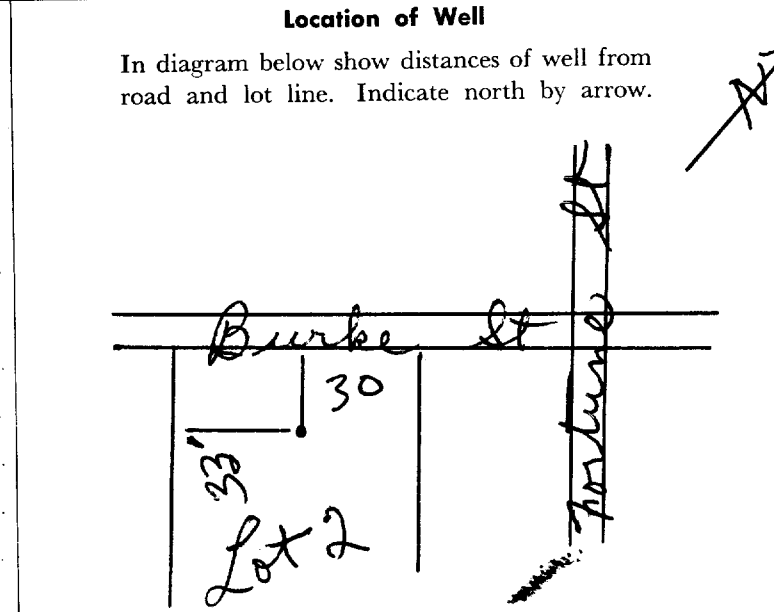 Location of Well
In diagram below show distances of well from
road and lot line. Indicate north by arrow.
N
Burke St
Fortune St
30
33'
Lot 2